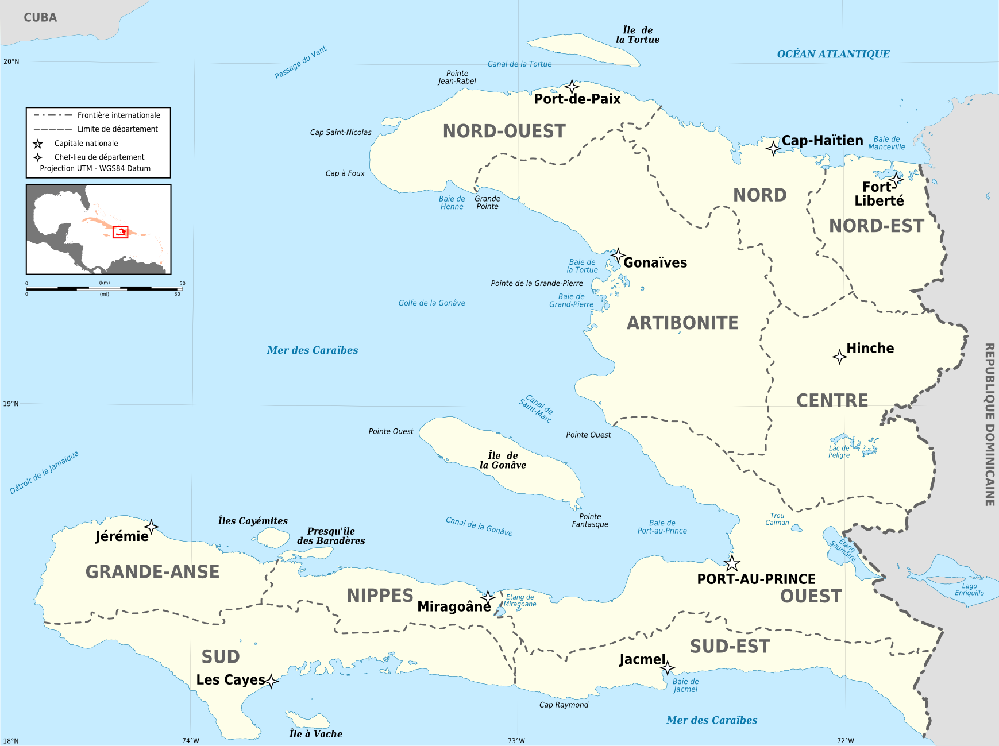 CUBA
Île de
la Tortue
OCÉAN ATLANTIQUE
20°N
Passage du Vent
Canal de la Tortue
Pointe
Jean-Rabel
Port-de-Paix
Frontière internationale
Limite de département
Capitale nationale
Chef-lieu de département
Projection UTM - WGS84 Datum
Cap Saint-Nicolas
NORD-OUEST
Cap-Haïtien
Baie de
Manceville
Cap à Foux
Baie de
Henne
Grande
Pointe
NORD
Fort-
Liberté
NORD-EST
Baie de
la Tortue
Gonaïves
0
(km)
50
0
(mi)
30
Pointe de la Grande-Pierre
Golfe de la Gonâve
Baie de
Grand-Pierre
ARTIBONITE
Mer des Caraïbes
Hinche
REPUBLIQUE DOMINICAINE
19°N
Canal de
Saint-Marc
CENTRE
Pointe Ouest
Pointe Ouest
Île de
la Gonâve
Lac de
Peligre
Détroit de la Jamaïque
Îles Cayémites
Presqu'île
des Baradères
Canal de la Gonâve
Pointe
Fantasque
Baie de
Port-au-Prince
Trou
Caïman
Etang
Saumâtre
Jérémie
GRANDE-ANSE
NIPPES
Miragoâne
Etang de
Miragoane
PORT-AU-PRINCE
OUEST
Lago
Enriquillo
SUD
Les Cayes
SUD-EST
Jacmel
Baie de
Jacmel
Cap Raymond
Île à Vache
Mer des Caraïbes
18°N
74°W
73°W
72°W